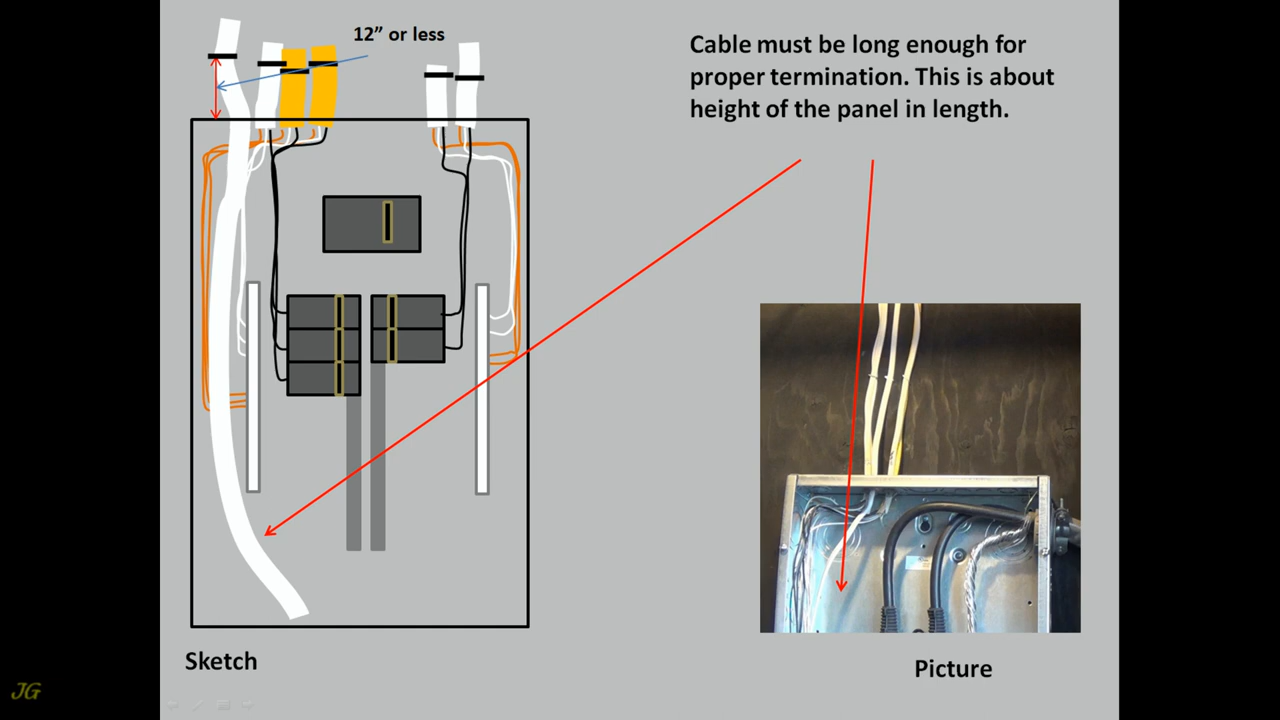 12” or less
Cable must be long enough for
proper termination. This is about
height of the panel in length.
Sketch
Picture
JG